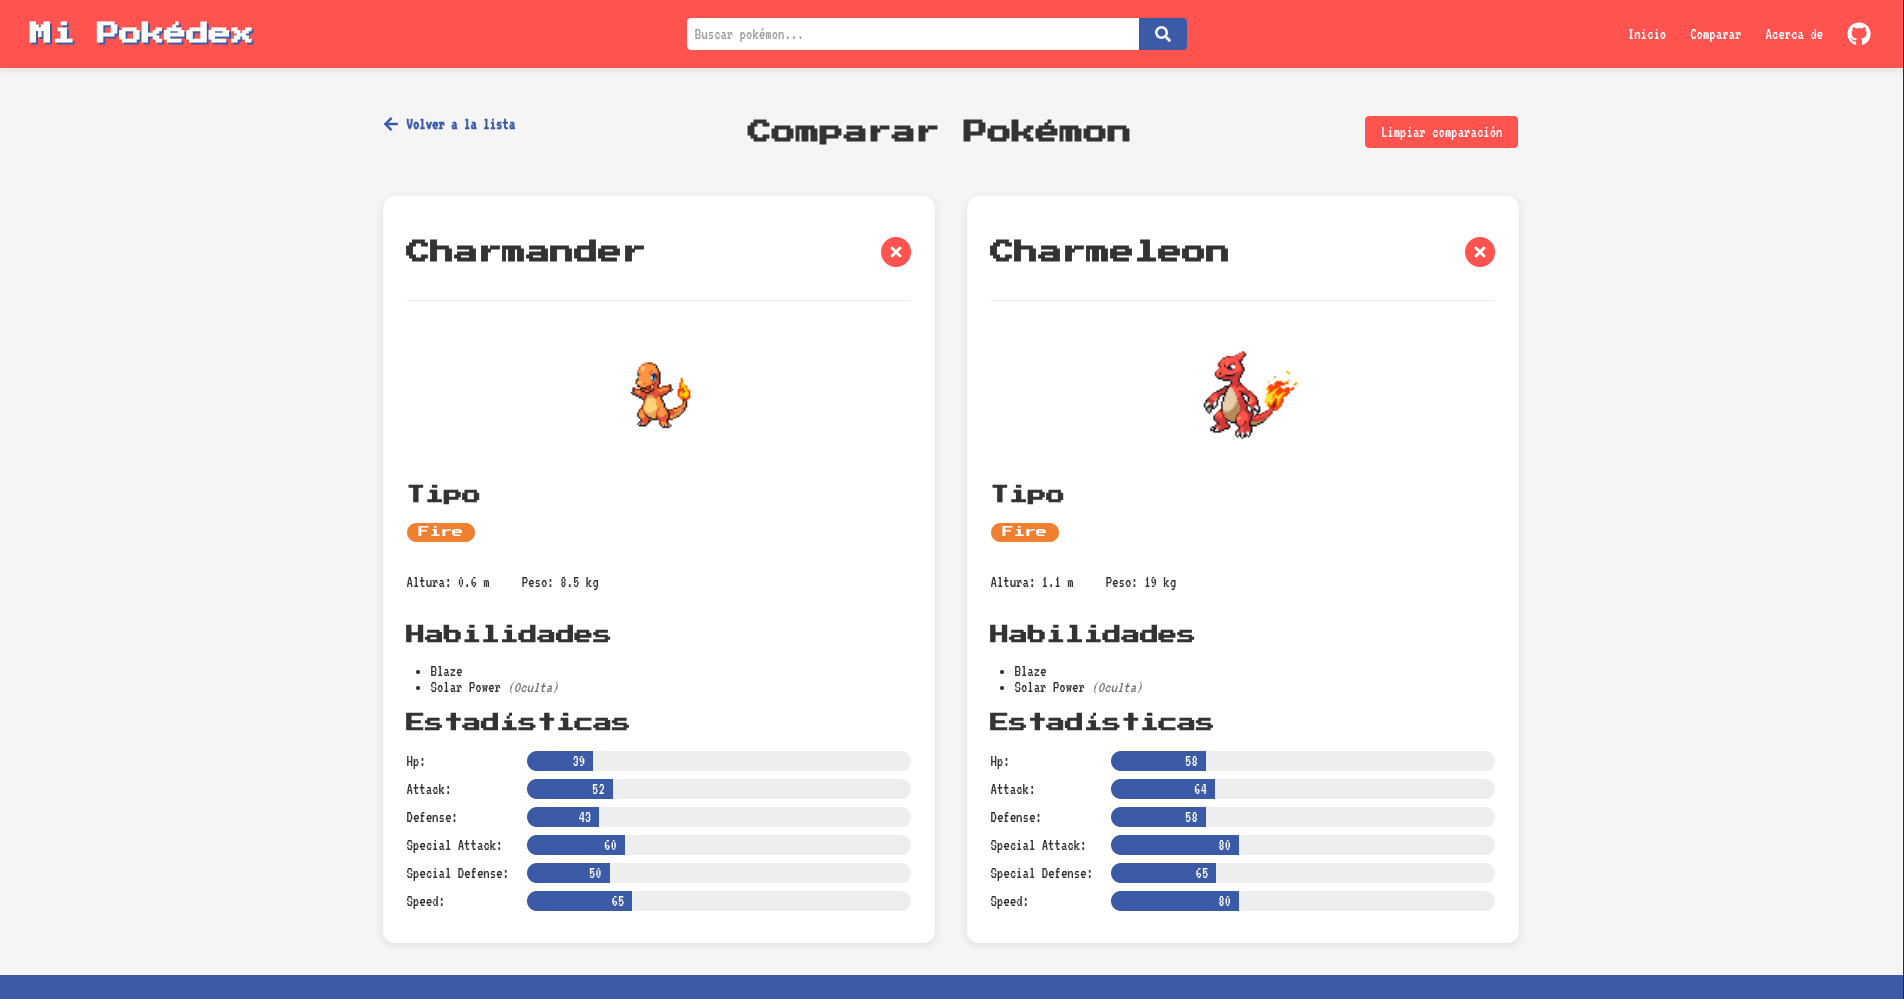 Mi Pokédex
Buscar pokémon...
Inicio Comparar Acerca de
Volver a la lista
Comparar Pokémon
Limpiar comparación
Charmander
Tipo
Fire
Altura: 0.6 m Peso: 8.5 kg
Habilidades
• Blaze
• Solar Power (Oculta)
Estadísticas
Hp: 39
Attack: 52
Defense: 43
Special Attack: 60
Special Defense: 50
Speed: 65
Charmeleon
Tipo
Fire
Altura: 1.1 m Peso: 19 kg
Habilidades
• Blaze
• Solar Power (Oculta)
Estadísticas
Hp: 58
Attack: 64
Defense: 58
Special Attack: 80
Special Defense: 65
Speed: 80